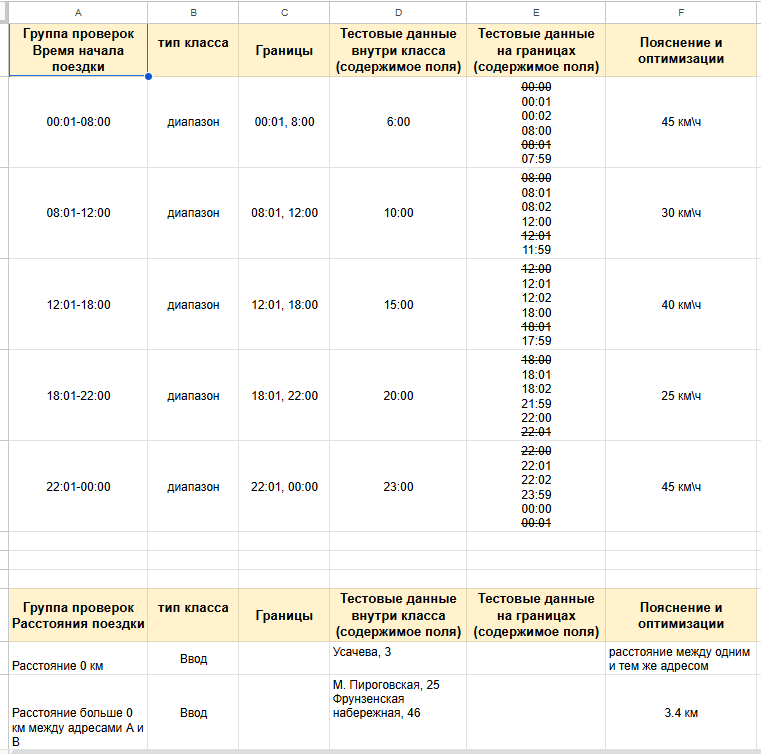 A B C D E F
Группа проверок
Время начала
поездки
тип класса
Границы
Тестовые данные
внутри класса
(содержимое поля)
Тестовые данные
на границах
(содержимое поля)
Пояснение и
оптимизации
00:01-08:00
диапазон
00:01, 8:00
6:00
00:00
00:01
00:02
08:00
08:01
07:59
45 км\ч
08:01-12:00
диапазон
08:01, 12:00
10:00
08:00
08:01
08:02
12:00
12:01
11:59
30 км\ч
12:01-18:00
диапазон
12:01, 18:00
15:00
12:00
12:01
12:02
18:00
18:01
17:59
40 км\ч
18:01-22:00
диапазон
18:01, 22:00
20:00
18:00
18:01
18:02
21:59
22:00
22:01
25 км\ч
22:01-00:00
диапазон
22:01, 00:00
23:00
22:00
22:01
22:02
23:59
00:00
00:01
45 км\ч
Группа проверок
Расстояния поездки
тип класса
Границы
Тестовые данные
внутри класса
(содержимое поля)
Тестовые данные
на границах
(содержимое поля)
Пояснение и
оптимизации
Расстояние 0 км
Ввод
Усачева, 3
расстояние между одним
и тем же адресом
Расстояние больше 0
км между адресами А и
В
Ввод
М. Пироговская, 25
Фрунзенская
набережная, 46
3.4 км